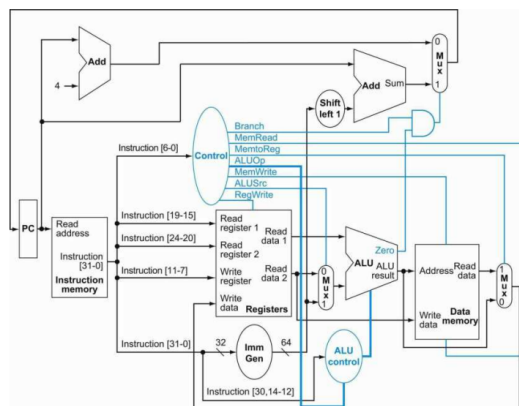 Add
4
Add
Sum
0
Mux
1
Shift
left 1
Branch
MemRead
MemtoReg
ALUOp
MemWrite
ALUSrc
RegWrite
Control
Instruction [6-0]
PC
Read
address
Instruction
[31-0]
Instruction
memory
Instruction [19-15]
Instruction [24-20]
Instruction [11-7]
Instruction [31-0]
Read
register 1
Read
register 2
Write
register
Write
data
Read
data 1
Read
data 2
Registers
0
Mux
1
ALU
Zero
ALU
result
Address
Read
data
Write
data
Data
memory
1
Mux
0
32
Imm
Gen
64
ALU
control
Instruction [30,14-12]